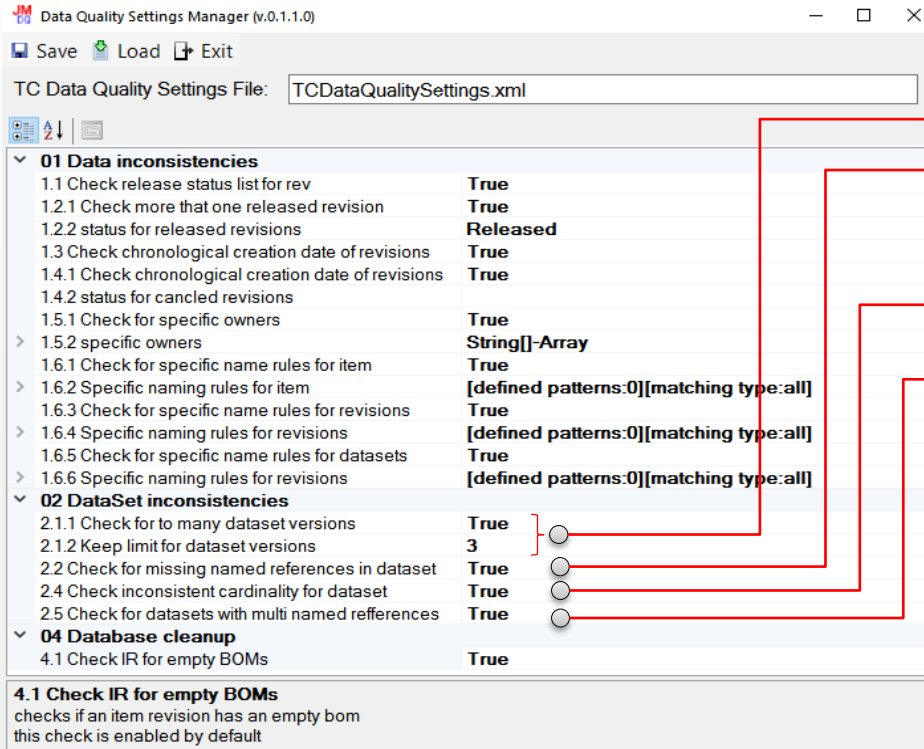 JM DQ Data Quality Settings Manager (v.0.1.1.0)
Save Load Exit
TC Data Quality Settings File: TCDataQualitySettings.xml
A Z
01 Data inconsistencies
1.1 Check release status list for rev True
1.2.1 Check more that one released revision True
1.2.2 status for released revisions Released
1.3 Check chronological creation date of revisions True
1.4.1 Check chronological creation date of revisions True
1.4.2 status for cancled revisions
1.5.1 Check for specific owners True
1.5.2 specific owners String[]-Array
1.6.1 Check for specific name rules for item True
1.6.2 Specific naming rules for item [defined patterns:0][matching type:all]
1.6.3 Check for specific name rules for revisions True
1.6.4 Specific naming rules for revisions [defined patterns:0][matching type:all]
1.6.5 Check for specific name rules for datasets True
1.6.6 Specific naming rules for revisions [defined patterns:0][matching type:all]
02 DataSet inconsistencies
2.1.1 Check for to many dataset versions True
2.1.2 Keep limit for dataset versions 3
2.2 Check for missing named references in dataset True
2.4 Check inconsistent cardinality for dataset True
2.5 Check for datasets with multi named refferences True
04 Database cleanup
4.1 Check IR for empty BOMs True
4.1 Check IR for empty BOMs
checks if an item revision has an empty bom
this check is enabled by default